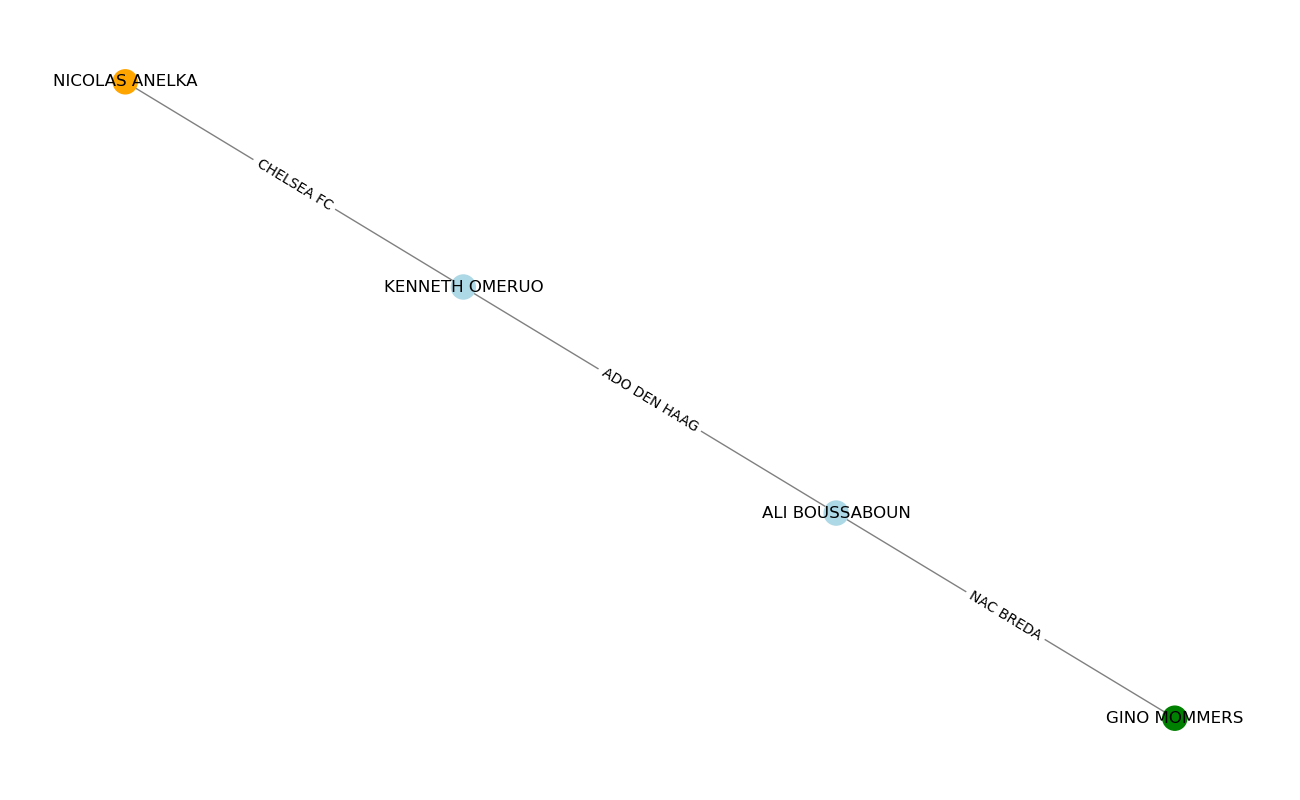 NICOLAS ANELKA
CHELSEA FC
KENNETH OMERUO
ADO DEN HAAG
ALI BOUSSABOUN
NAC BREDA
GINO MOMMERS